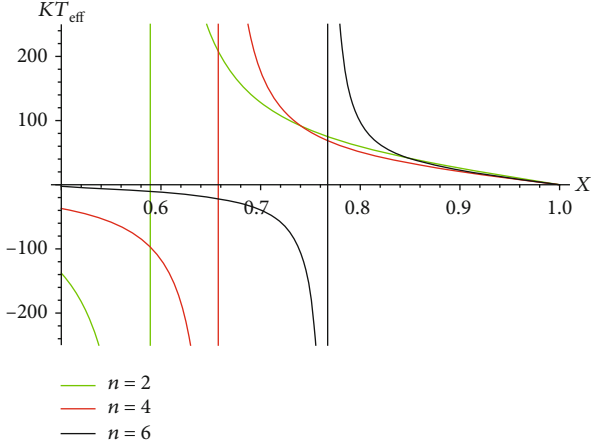 KT_eff
200
100
X
0.6 0.7 0.8 0.9 1.0
−100
−200
n = 2
n = 4
n = 6